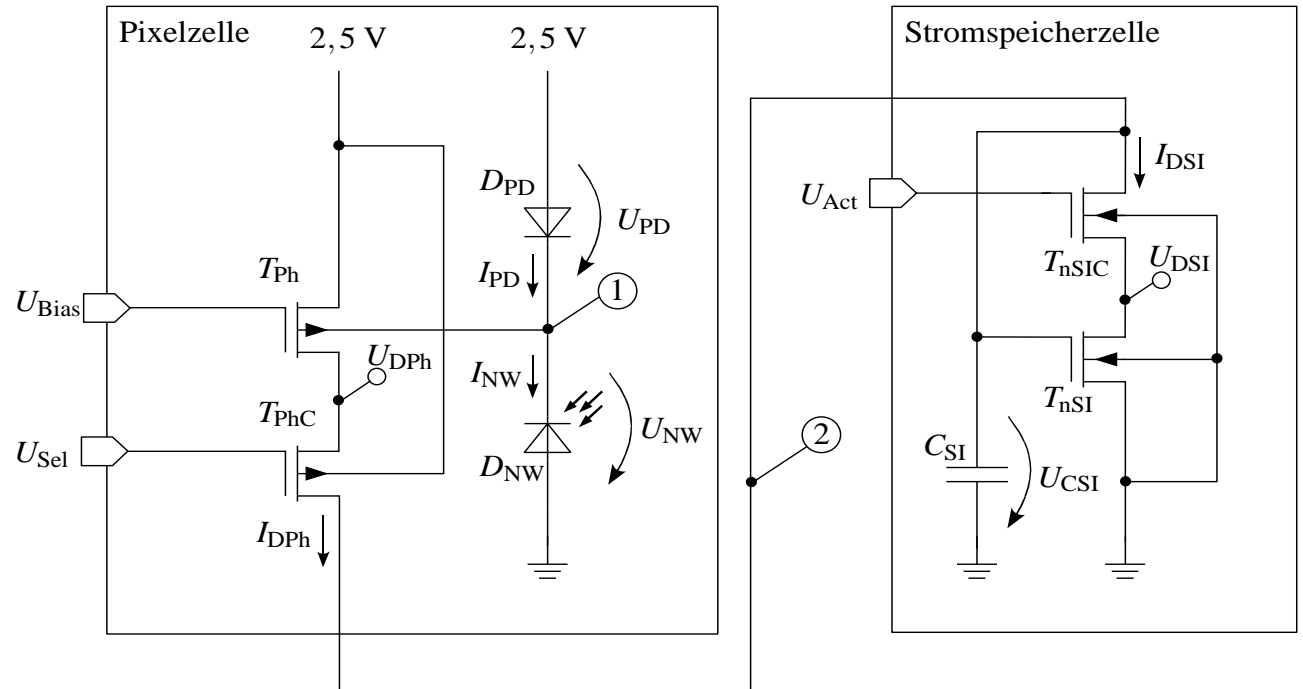 Pixelzelle
2,5 V
2,5 V
D_PD
U_PD
I_PD
1
T_Ph
U_Bias
U_DPh
I_NW
T_PhC
U_NW
U_Sel
D_NW
I_DPh
2
Stromspeicherzelle
I_DSI
U_Act
T_nSIC
U_DSI
T_nSI
C_SI
U_CSI